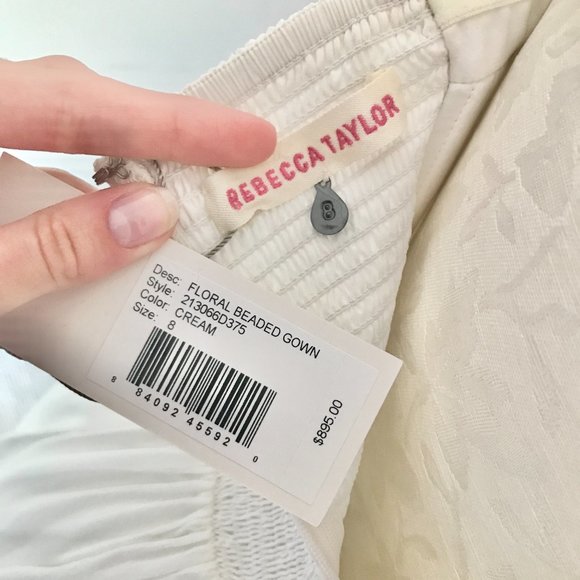 REBECCA TAYLOR
8
Desc: FLORAL BEADED GOWN
Style: 213066D375
Color: CREAM
Size: 8
8 84092 45592 0
$895.00